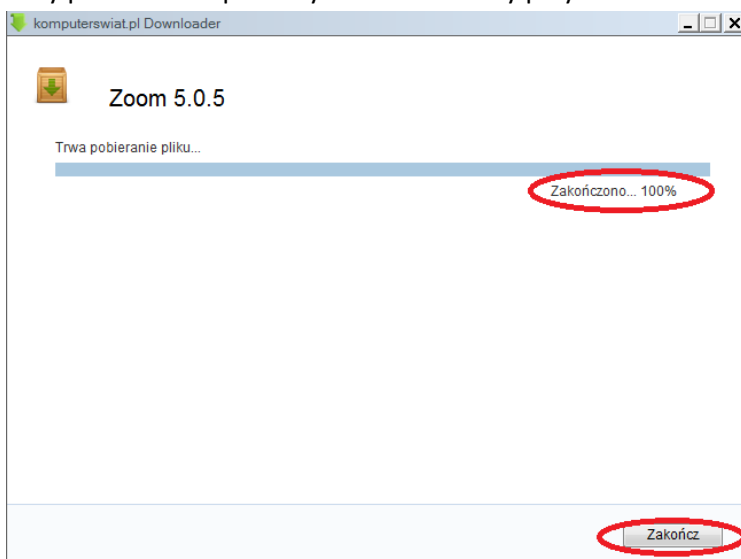 komputerswiat.pl Downloader
Zoom 5.0.5
Trwa pobieranie pliku...
Zakończono... 100%
Zakończ